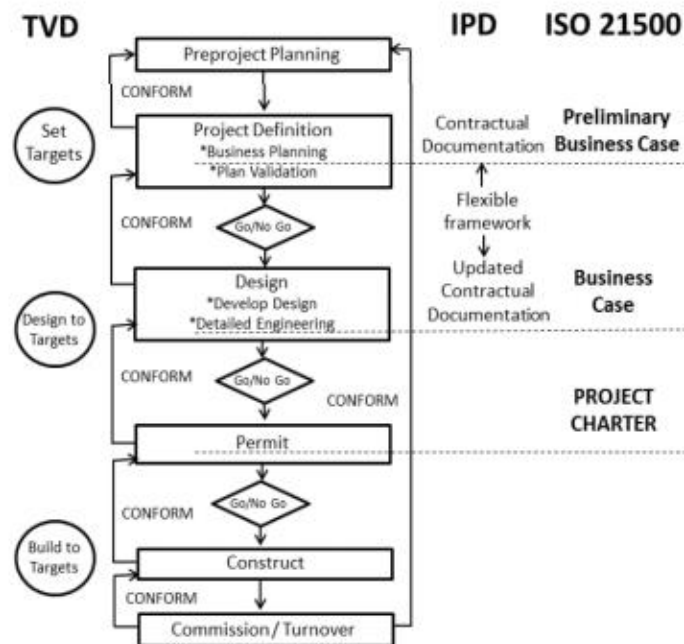 TVD
IPD
ISO 21500
Preproject Planning
CONFORM
Set
Targets
Project Definition
*Business Planning
*Plan Validation
Contractual
Documentation
Preliminary
Business Case
CONFORM
Go/No Go
Flexible
framework
Design
*Develop Design
*Detailed Engineering
Updated
Contractual
Documentation
Business
Case
Design to
Targets
CONFORM
Go/No Go
CONFORM
PROJECT
CHARTER
Permit
CONFORM
Go/No Go
Build to
Targets
Construct
CONFORM
Commission / Turnover